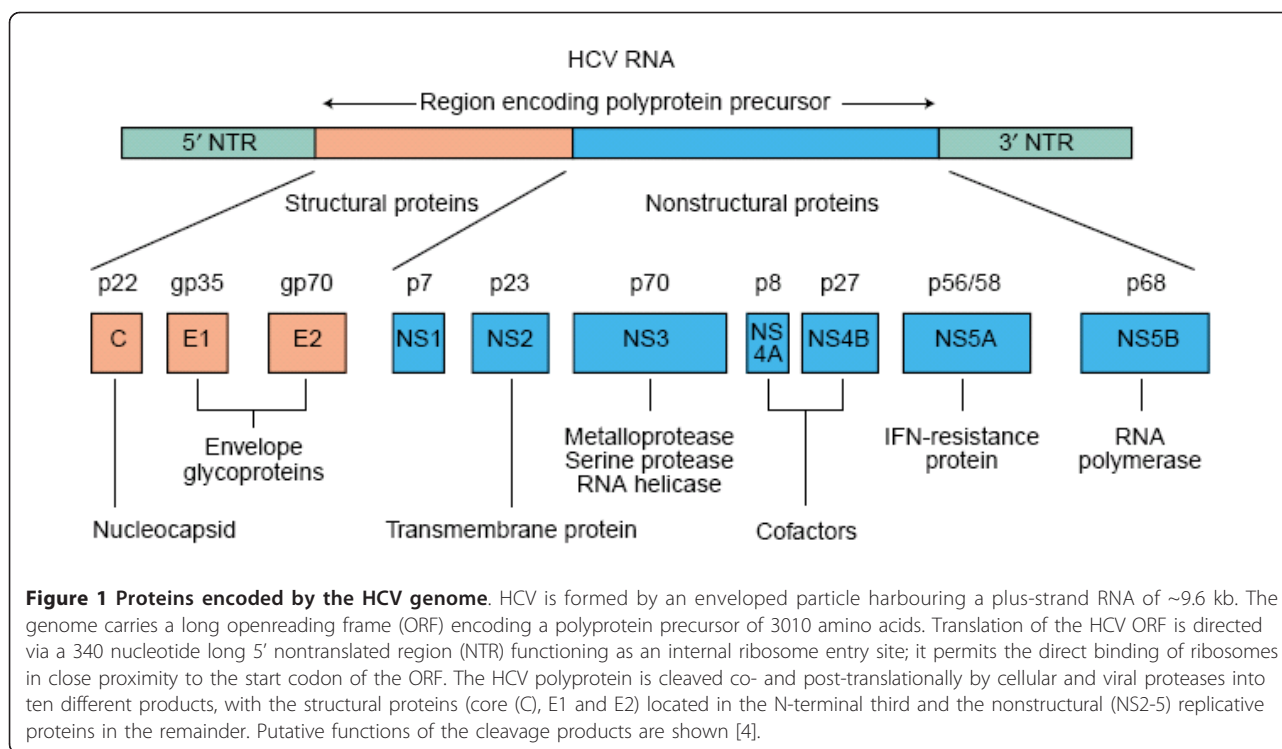 HCV RNA
Region encoding polyprotein precursor
5′ NTR 3′ NTR
Structural proteins Nonstructural proteins
p22 gp35 gp70 p7 p23 p70 p8 p27 p56/58 p68
C E1 E2 NS1 NS2 NS3 NS 4A NS4B NS5A NS5B
Envelope
glycoproteins
Metalloprotease
Serine protease
RNA helicase
IFN-resistance
protein
RNA
polymerase
Nucleocapsid Transmembrane protein Cofactors
Figure 1 Proteins encoded by the HCV genome. HCV is formed by an enveloped particle harbouring a plus-strand RNA of ~9.6 kb. The
genome carries a long openreading frame (ORF) encoding a polyprotein precursor of 3010 amino acids. Translation of the HCV ORF is directed
via a 340 nucleotide long 5’ nontranslated region (NTR) functioning as an internal ribosome entry site; it permits the direct binding of ribosomes
in close proximity to the start codon of the ORF. The HCV polyprotein is cleaved co- and post-translationally by cellular and viral proteases into
ten different products, with the structural proteins (core (C), E1 and E2) located in the N-terminal third and the nonstructural (NS2-5) replicative
proteins in the remainder. Putative functions of the cleavage products are shown [4].